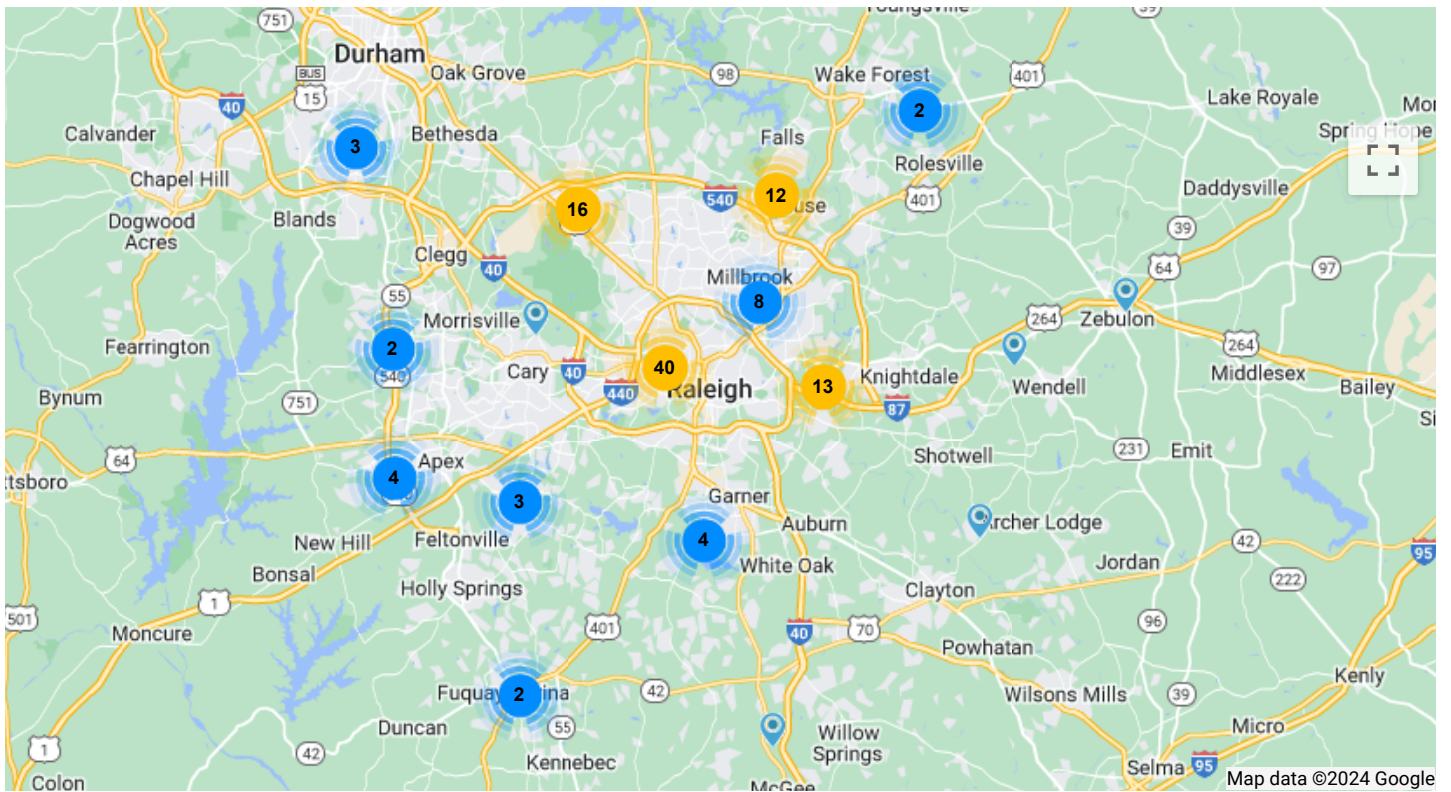 Youngsville
39
751
Durham
Oak Grove
98
Wake Forest
401
BUS
15
40
2
Lake Royale
Calvander
3
Bethesda
Falls
Spring Hope
Rolesville
Chapel Hill
540
12
401
Daddysville
16
Dogwood
Acres
Blands
39
Clegg
40
64
97
Millbrook
55
8
264
Zebulon
Morrisville
2
Fearrington
264
540
Cary
40
40
Raleigh
13
Knightdale
Wendell
Middlesex
Bailey
440
87
Bynum
751
64
Apex
4
3
Shotwell
231
Emit
Garner
Auburn
Archer Lodge
New Hill
Feltonville
4
42
95
White Oak
Jordan
Bonsal
Holly Springs
Clayton
222
1
501
Moncure
401
40
70
96
Powhatan
Kenly
Fuquay
2
ina
42
Wilsons Mills
39
Duncan
55
Willow
Springs
Micro
1
42
Kennebec
Selma
95
Colon
McGee
Map data ©2024 Google